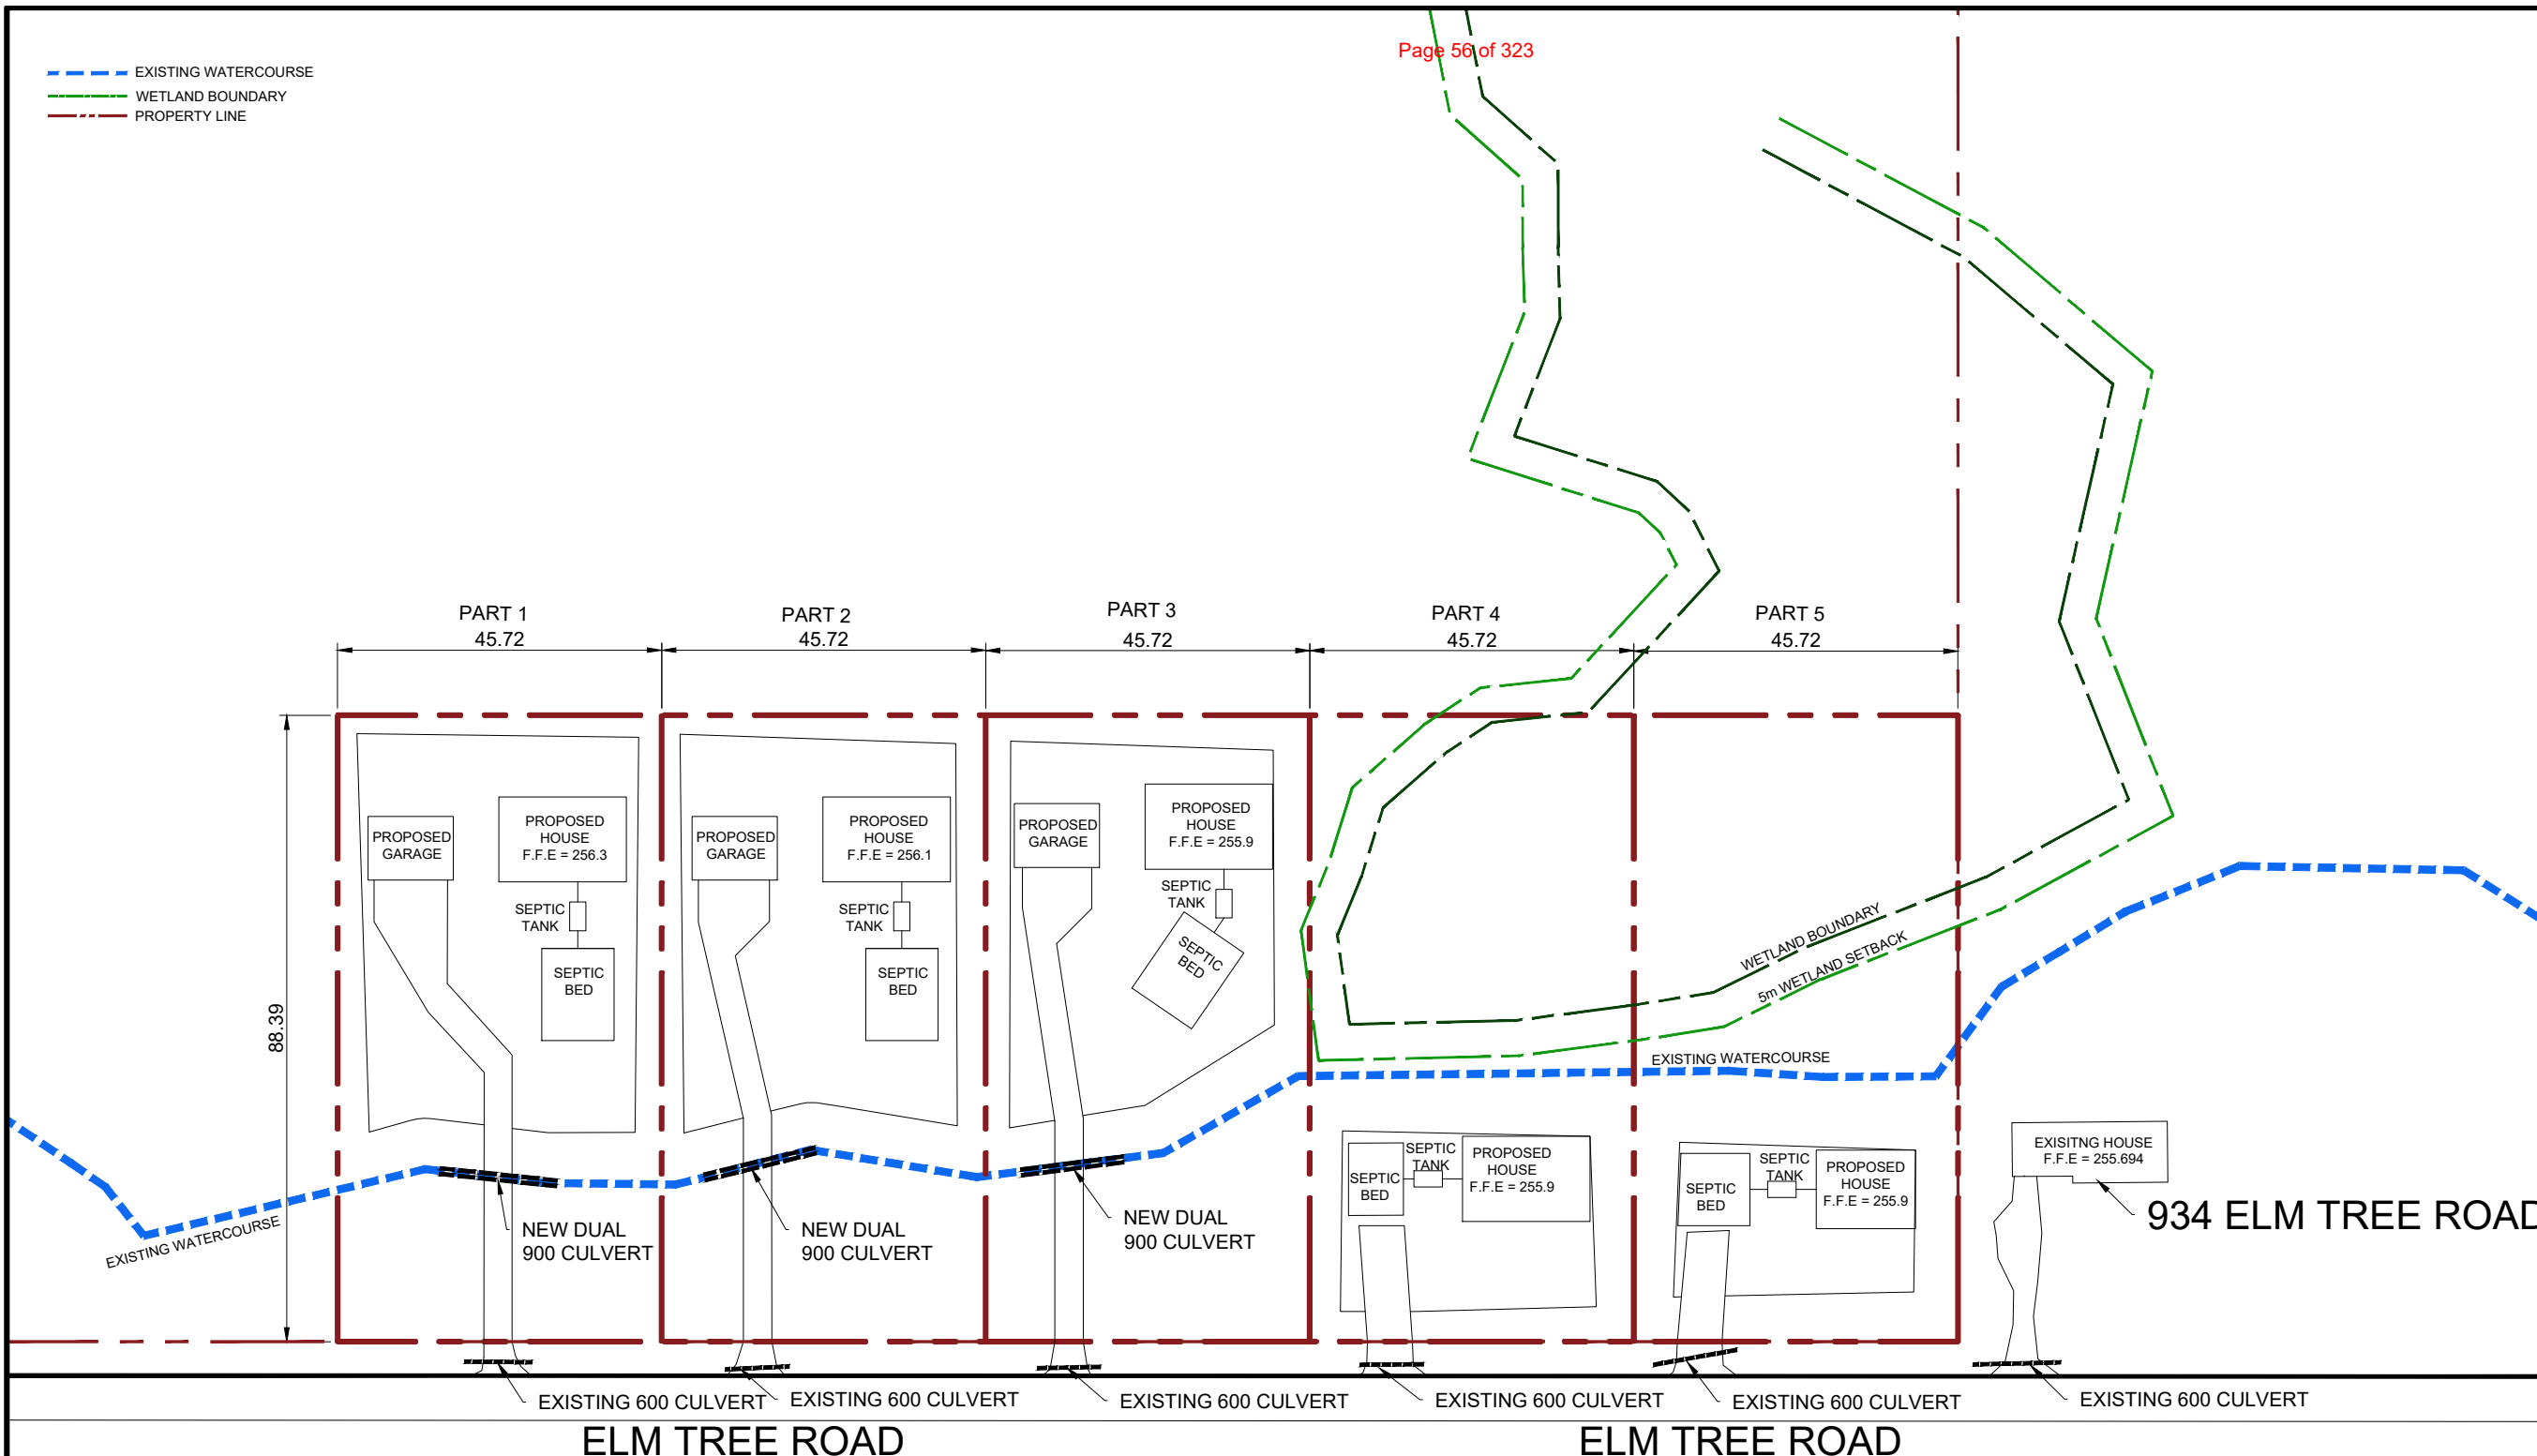 Page 56 of 323
EXISTING WATERCOURSE
WETLAND BOUNDARY
PROPERTY LINE
PART 1
45.72
PART 2
45.72
PART 3
45.72
PART 4
45.72
PART 5
45.72
88.39
PROPOSED
GARAGE
PROPOSED
HOUSE
F.F.E = 256.3
SEPTIC
TANK
SEPTIC
BED
PROPOSED
GARAGE
PROPOSED
HOUSE
F.F.E = 256.1
SEPTIC
TANK
SEPTIC
BED
PROPOSED
GARAGE
PROPOSED
HOUSE
F.F.E = 255.9
SEPTIC
TANK
SEPTIC
BED
WETLAND BOUNDARY
5m WETLAND SETBACK
EXISTING WATERCOURSE
SEPTIC
BED
SEPTIC
TANK
PROPOSED
HOUSE
F.F.E = 255.9
SEPTIC
BED
SEPTIC
TANK
PROPOSED
HOUSE
F.F.E = 255.9
EXISITNG HOUSE
F.F.E = 255.694
934 ELM TREE ROAD
EXISTING WATERCOURSE
NEW DUAL
900 CULVERT
NEW DUAL
900 CULVERT
NEW DUAL
900 CULVERT
EXISTING 600 CULVERT
EXISTING 600 CULVERT
EXISTING 600 CULVERT
EXISTING 600 CULVERT
EXISTING 600 CULVERT
EXISTING 600 CULVERT
ELM TREE ROAD
ELM TREE ROAD